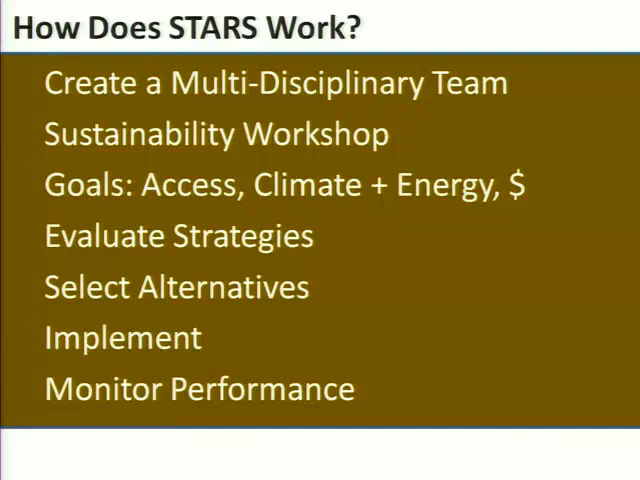 How Does STARS Work?
Create a Multi-Disciplinary Team
Sustainability Workshop
Goals: Access, Climate + Energy, $
Evaluate Strategies
Select Alternatives
Implement
Monitor Performance